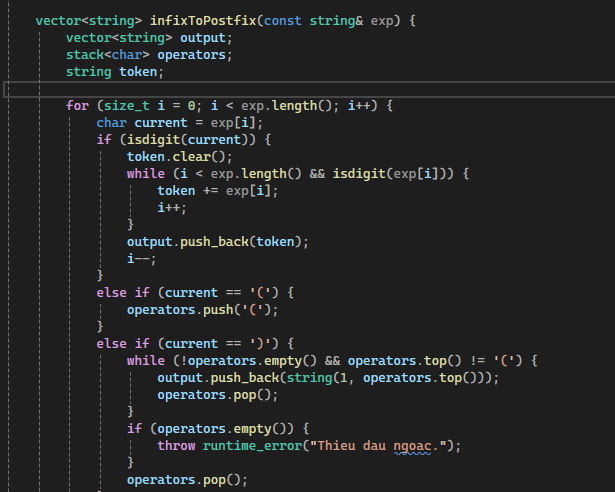 vector<string> infixToPostfix(const string& exp) {
vector<string> output;
stack<char> operators;
string token;
for (size_t i = 0; i < exp.length(); i++) {
char current = exp[i];
if (isdigit(current)) {
token.clear();
while (i < exp.length() && isdigit(exp[i])) {
token += exp[i];
i++;
}
output.push_back(token);
i--;
}
else if (current == '(') {
operators.push('(');
}
else if (current == ')') {
while (!operators.empty() && operators.top() != '(') {
output.push_back(string(1, operators.top()));
operators.pop();
}
if (operators.empty()) {
throw runtime_error("Thieu dau ngoac.");
}
operators.pop();